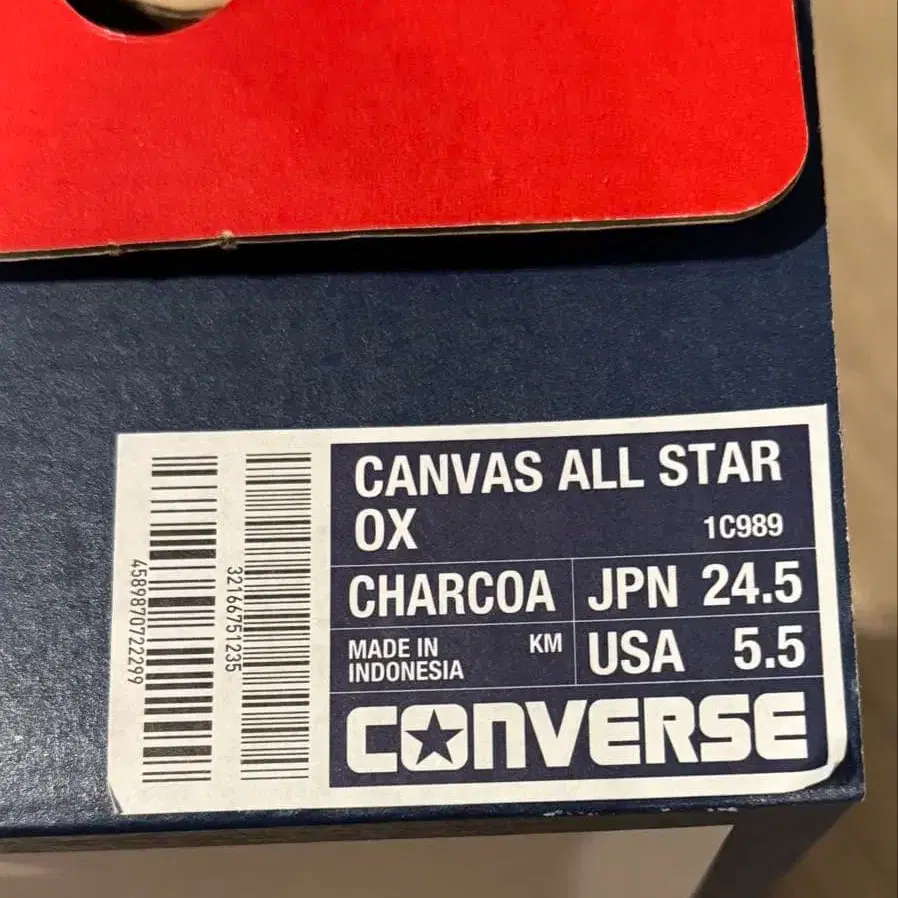 CANVAS ALL STAR
OX 1C989
CHARCOA JPN 24.5
MADE IN KM USA 5.5
INDONESIA
CONVERSE
4589870722299
32166751235